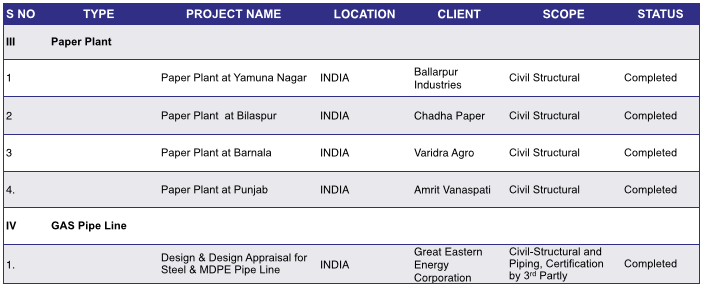 S NO TYPE PROJECT NAME LOCATION CLIENT SCOPE STATUS
III Paper Plant
1 Paper Plant at Yamuna Nagar INDIA Ballarpur Industries Civil Structural Completed
2 Paper Plant at Bilaspur INDIA Chadha Paper Civil Structural Completed
3 Paper Plant at Barnala INDIA Varidra Agro Civil Structural Completed
4. Paper Plant at Punjab INDIA Amrit Vanaspati Civil Structural Completed
IV GAS Pipe Line
1. Design & Design Appraisal for Steel & MDPE Pipe Line INDIA Great Eastern Energy Corporation Civil-Structural and Piping, Certification by 3rd Partly Completed